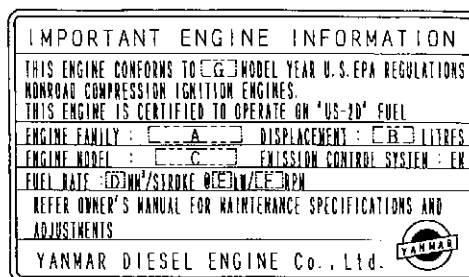 IMPORTANT ENGINE INFORMATION
THIS ENGINE CONFORMS TO [G] MODEL YEAR U.S.EPA REGULATIONS
NONROAD COMPRESSION IGNITION ENGINES.
THIS ENGINE IS CERTIFIED TO OPERATE ON "US-2D" FUEL
ENGINE FAMILY : [A] DISPLACEMENT : [B] LITRES
ENGINE MODEL : [C] EMISSION CONTROL SYSTEM : EM
FUEL RATE : [D] MM³/STROKE @[E]KW/[F]RPM
REFER OWNER'S MANUAL FOR MAINTENANCE SPECIFICATIONS AND
ADJUSTMENTS
YANMAR DIESEL ENGINE Co., Ltd. YANMAR